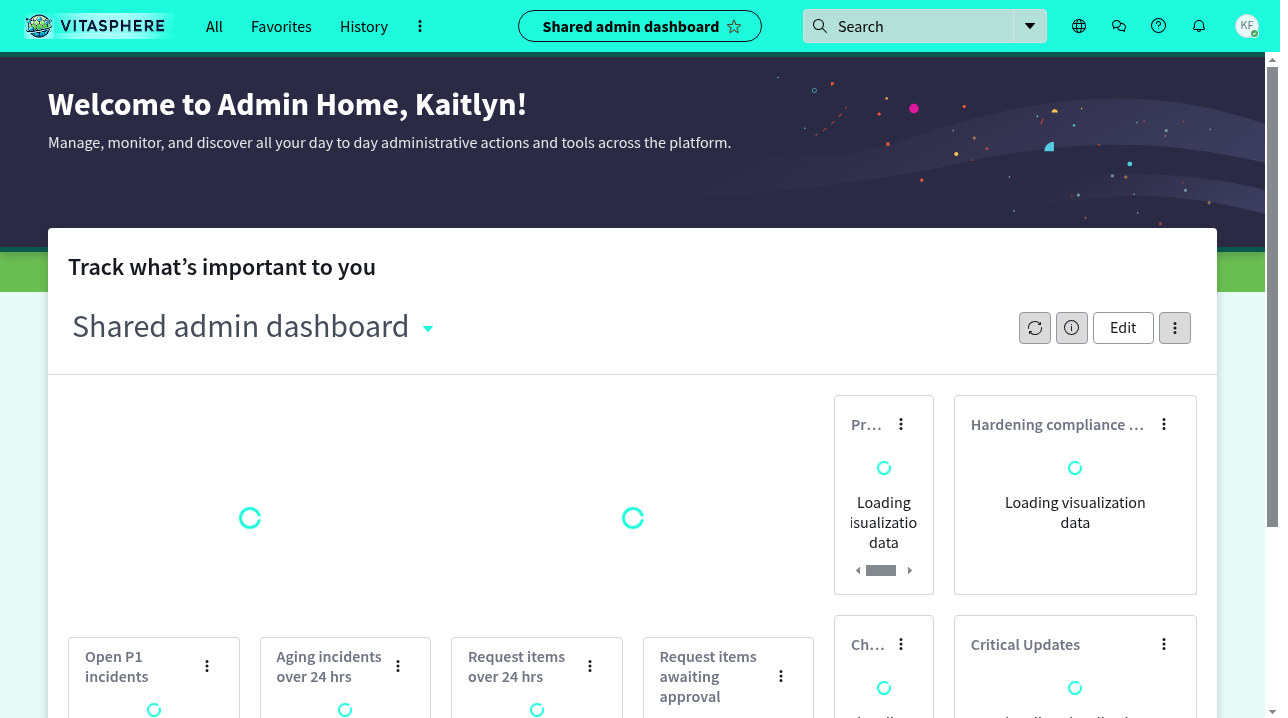 VITASPHERE
All
Favorites
History
Shared admin dashboard
Search
KF
Welcome to Admin Home, Kaitlyn!
Manage, monitor, and discover all your day to day administrative actions and tools across the platform.
Track what's important to you
Shared admin dashboard
Edit
Pr...
Loading
isualizatio
data
Hardening compliance ...
Loading visualization
data
Open P1
incidents
Aging incidents
over 24 hrs
Request items
over 24 hrs
Request items
awaiting
approval
Ch...
Critical Updates